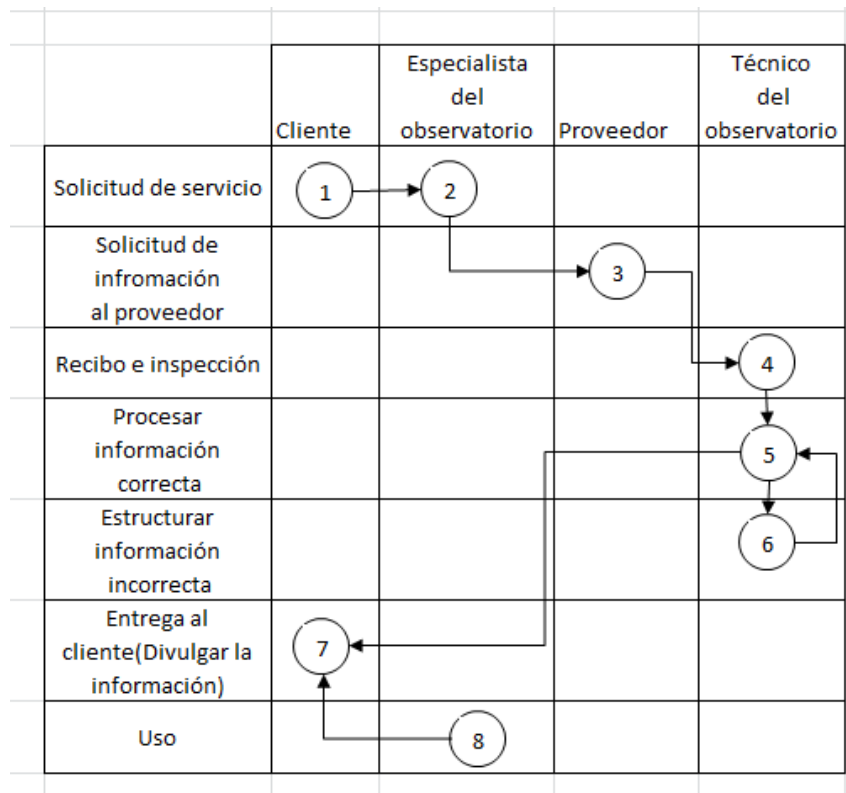 Cliente
Especialista
del
observatorio
Proveedor
Técnico
del
observatorio
Solicitud de servicio
1
2
Solicitud de
infromación
al proveedor
3
Recibo e inspección
4
Procesar
información
correcta
5
Estructurar
información
incorrecta
6
Entrega al
cliente(Divulgar la
información)
7
Uso
8